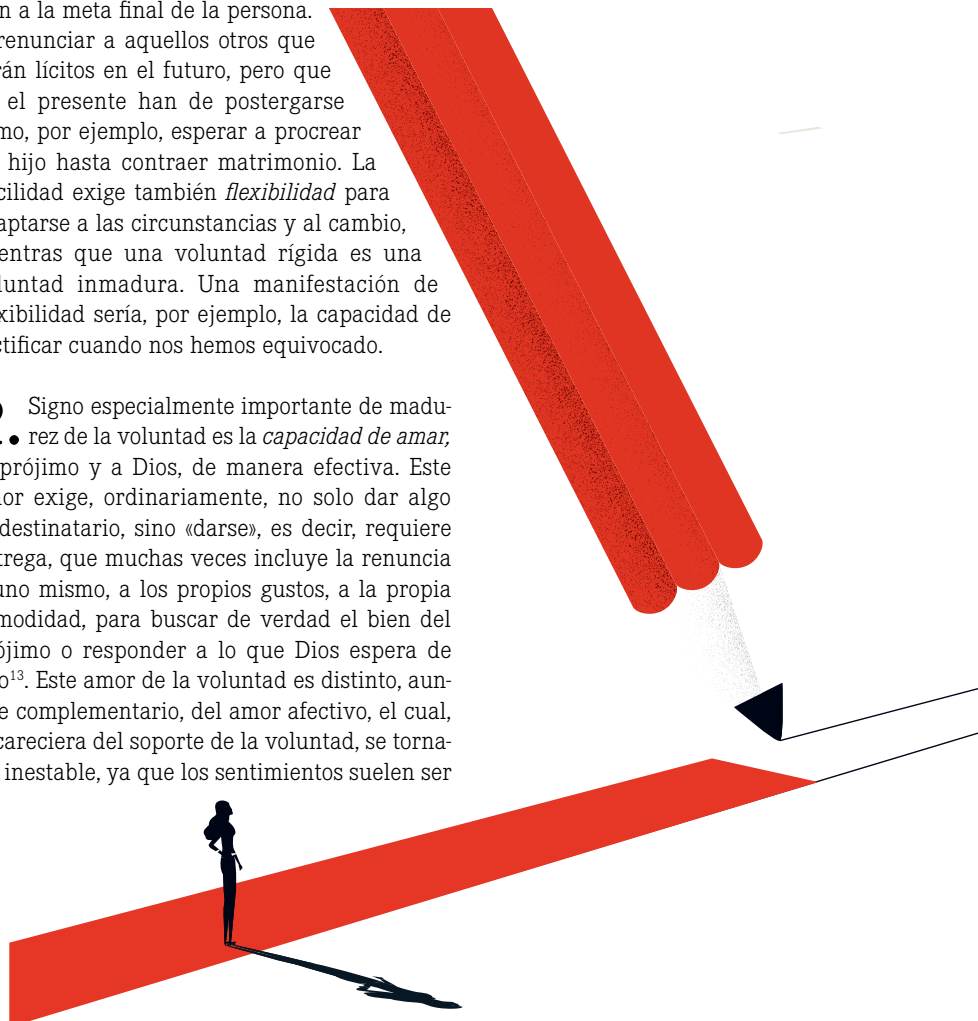 n a la meta final de la persona.
renunciar a aquellos otros que
rán lícitos en el futuro, pero que
el presente han de postergarse
mo, por ejemplo, esperar a procrear
hijo hasta contraer matrimonio. La
cilidad exige también flexibilidad para
aptarse a las circunstancias y al cambio,
entras que una voluntad rígida es una
luntad inmadura. Una manifestación de
xibilidad sería, por ejemplo, la capacidad de
ctificar cuando nos hemos equivocado.
Signo especialmente importante de madu-
rez de la voluntad es la capacidad de amar,
prójimo y a Dios, de manera efectiva. Este
or exige, ordinariamente, no solo dar algo
destinatario, sino «darse», es decir, requiere
trega, que muchas veces incluye la renuncia
uno mismo, a los propios gustos, a la propia
modidad, para buscar de verdad el bien del
ójimo o responder a lo que Dios espera de
o¹³. Este amor de la voluntad es distinto, aun-
e complementario, del amor afectivo, el cual,
careciera del soporte de la voluntad, se torna-
inestable, ya que los sentimientos suelen ser